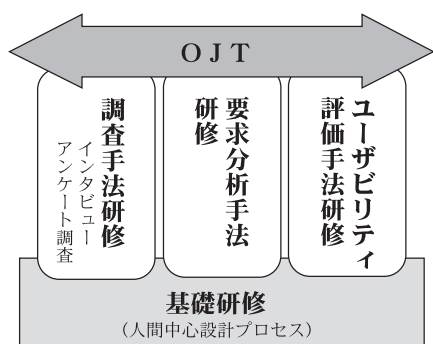 OJT
調査手法研修
インタビュー
アンケート調査
要求分析手法
研修
ユーザビリティ
評価手法研修
基礎研修
（人間中心設計プロセス）